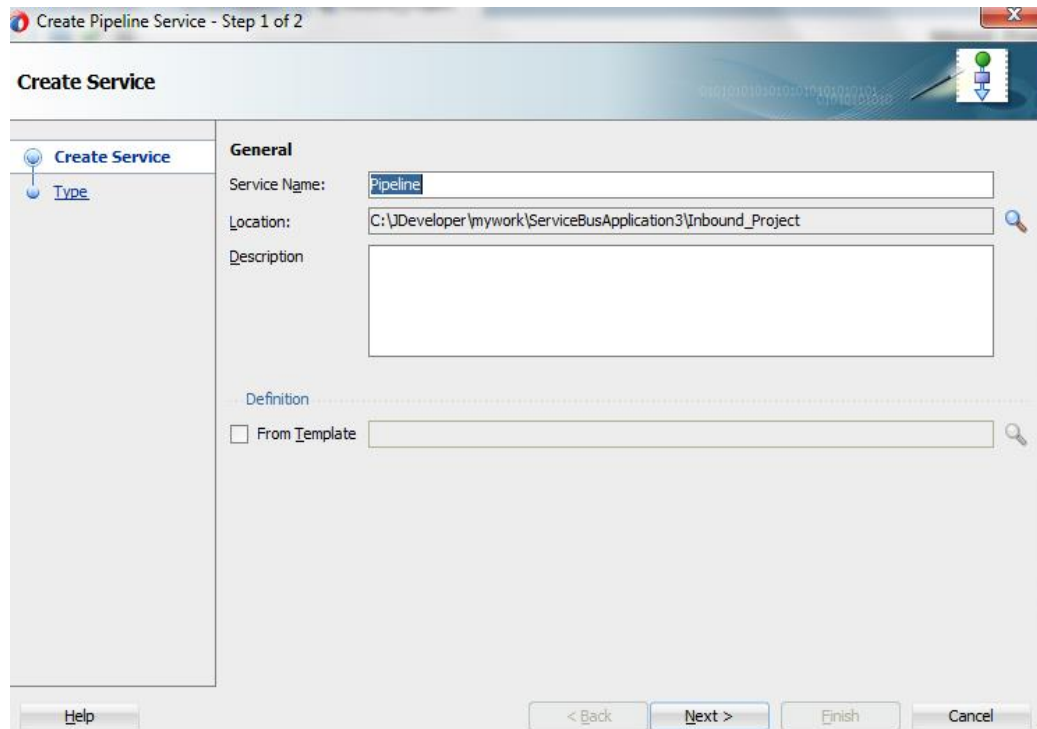 Create Pipeline Service - Step 1 of 2
Create Service
Create Service
Type
General
Service Name: Pipeline
Location: C:\JDeveloper\mywork\ServiceBusApplication3\Inbound_Project
Description
Definition
From Template
Help < Back Next > Finish Cancel